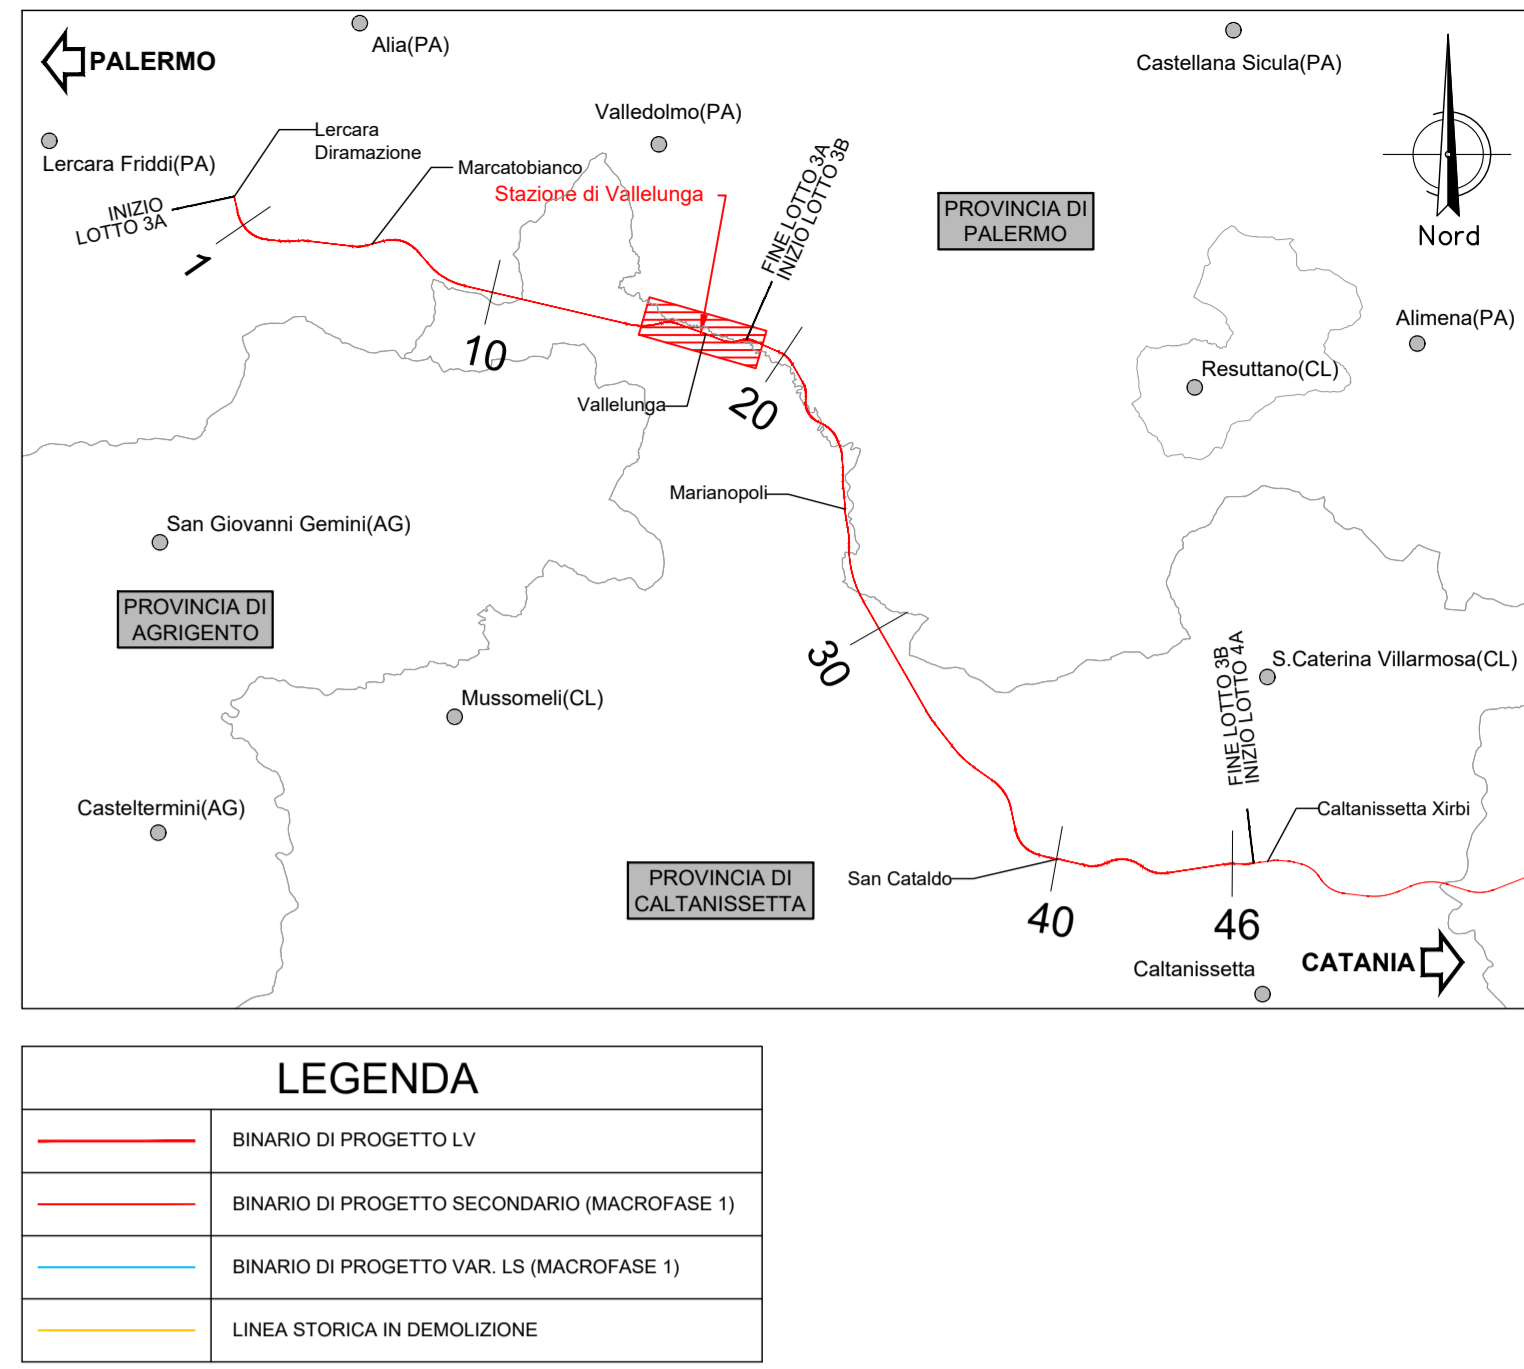 PALERMO
Alia(PA)
Castellana Sicula(PA)
Valledolmo(PA)
Lercara
Diramazione
Lercara Friddi(PA)
Marcatobianco
Stazione di Vallelunga
INIZIO
LOTTO 3A
FINE LOTTO 3A
INIZIO LOTTO 3B
PROVINCIA DI
PALERMO
Nord
1
10
Alimena(PA)
Resuttano(CL)
Vallelunga
20
Marianopoli
San Giovanni Gemini(AG)
PROVINCIA DI
AGRIGENTO
30
FINE LOTTO 3B
INIZIO LOTTO 4A
S.Caterina Villarmosa(CL)
Mussomeli(CL)
Casteltermini(AG)
Caltanissetta Xirbi
PROVINCIA DI
CALTANISSETTA
San Cataldo
40
46
Caltanissetta
CATANIA
LEGENDA
BINARIO DI PROGETTO LV
BINARIO DI PROGETTO SECONDARIO (MACROFASE 1)
BINARIO DI PROGETTO VAR. LS (MACROFASE 1)
LINEA STORICA IN DEMOLIZIONE